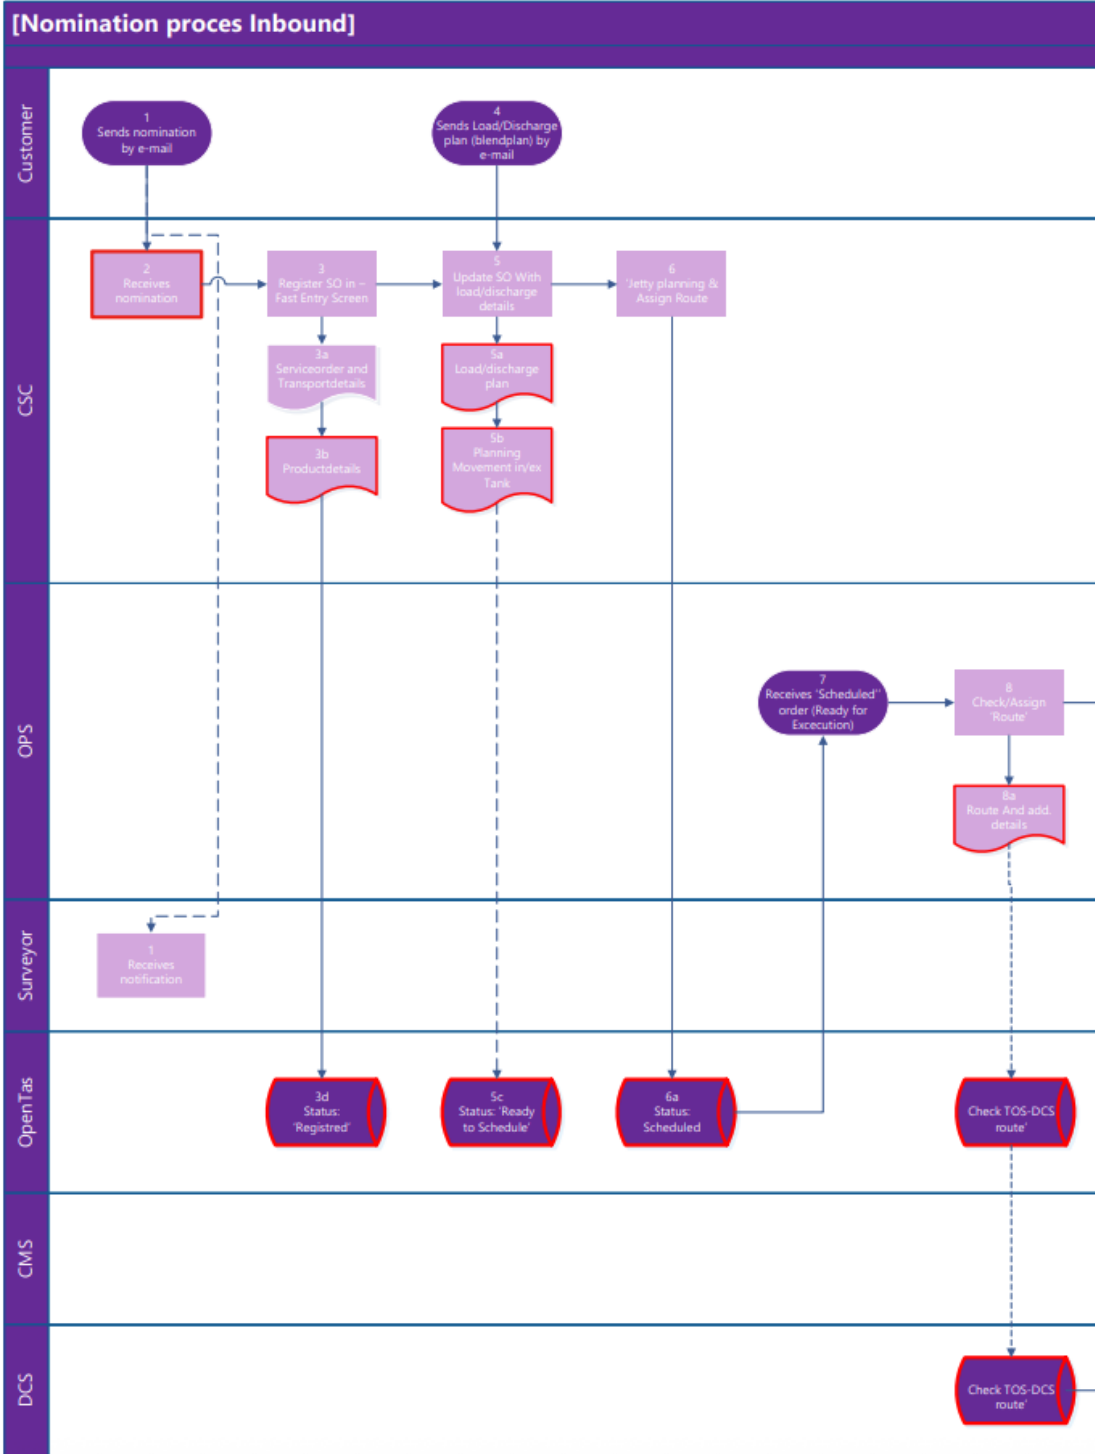 [Nomination proces Inbound]
Customer
1
Sends nomination
by e-mail
4
Sends Load/Discharge
plan (blendplan) by
e-mail
CSC
2
Receives
nomination
3
Register SO in –
Fast Entry Screen
5
Update SO With
load/discharge
details
6
'Jetty planning &
Assign Route
3a
Serviceorder and
Transportdetails
5a
Load/discharge
plan
3b
Productdetails
5b
Planning
Movement in/ex
Tank
OPS
7
Receives 'Scheduled''
order (Ready for
Excecution)
8
Check/Assign
'Route'
8a
Route And add.
details
Surveyor
1
Receives
notification
OpenTas
3d
Status:
'Registred'
5c
Status: 'Ready
to Schedule'
6a
Status:
Scheduled
Check TOS-DCS
route'
CMS
DCS
Check TOS-DCS
route'